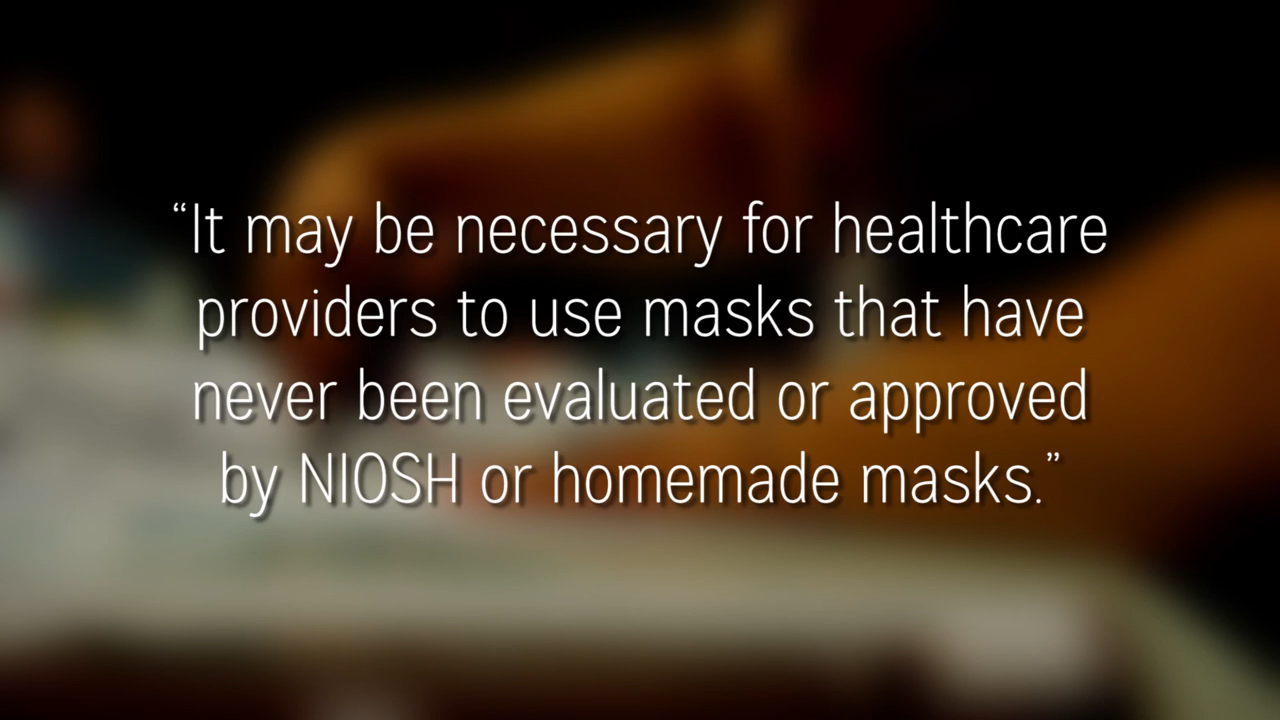 “It may be necessary for healthcare
providers to use masks that have
never been evaluated or approved
by NIOSH or homemade masks.”